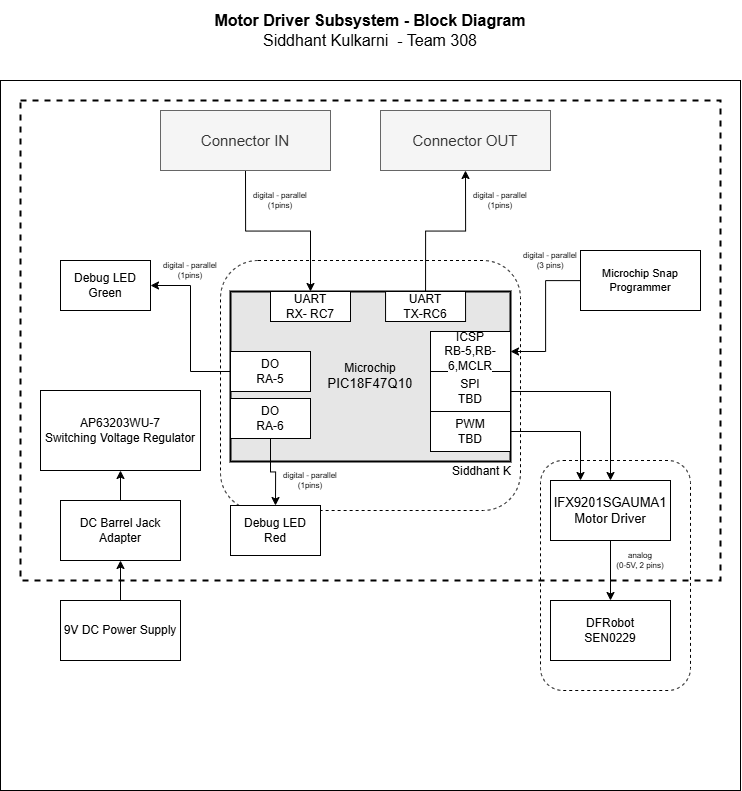 Motor Driver Subsystem - Block Diagram
Siddhant Kulkarni - Team 308
Connector IN
Connector OUT
digital - parallel
(1pins)
digital - parallel
(1pins)
Debug LED
Green
digital - parallel
(1pins)
digital - parallel
(3 pins)
Microchip Snap
Programmer
UART
RX- RC7
UART
TX-RC6
ICSP
RB-5,RB-
6,MCLR
DO
RA-5
Microchip
PIC18F47Q10
SPI
TBD
DO
RA-6
PWM
TBD
AP63203WU-7
Switching Voltage Regulator
Siddhant K
digital - parallel
(1pins)
DC Barrel Jack
Adapter
Debug LED
Red
IFX9201SGAUMA1
Motor Driver
analog
(0-5V, 2 pins)
9V DC Power Supply
DFRobot
SEN0229